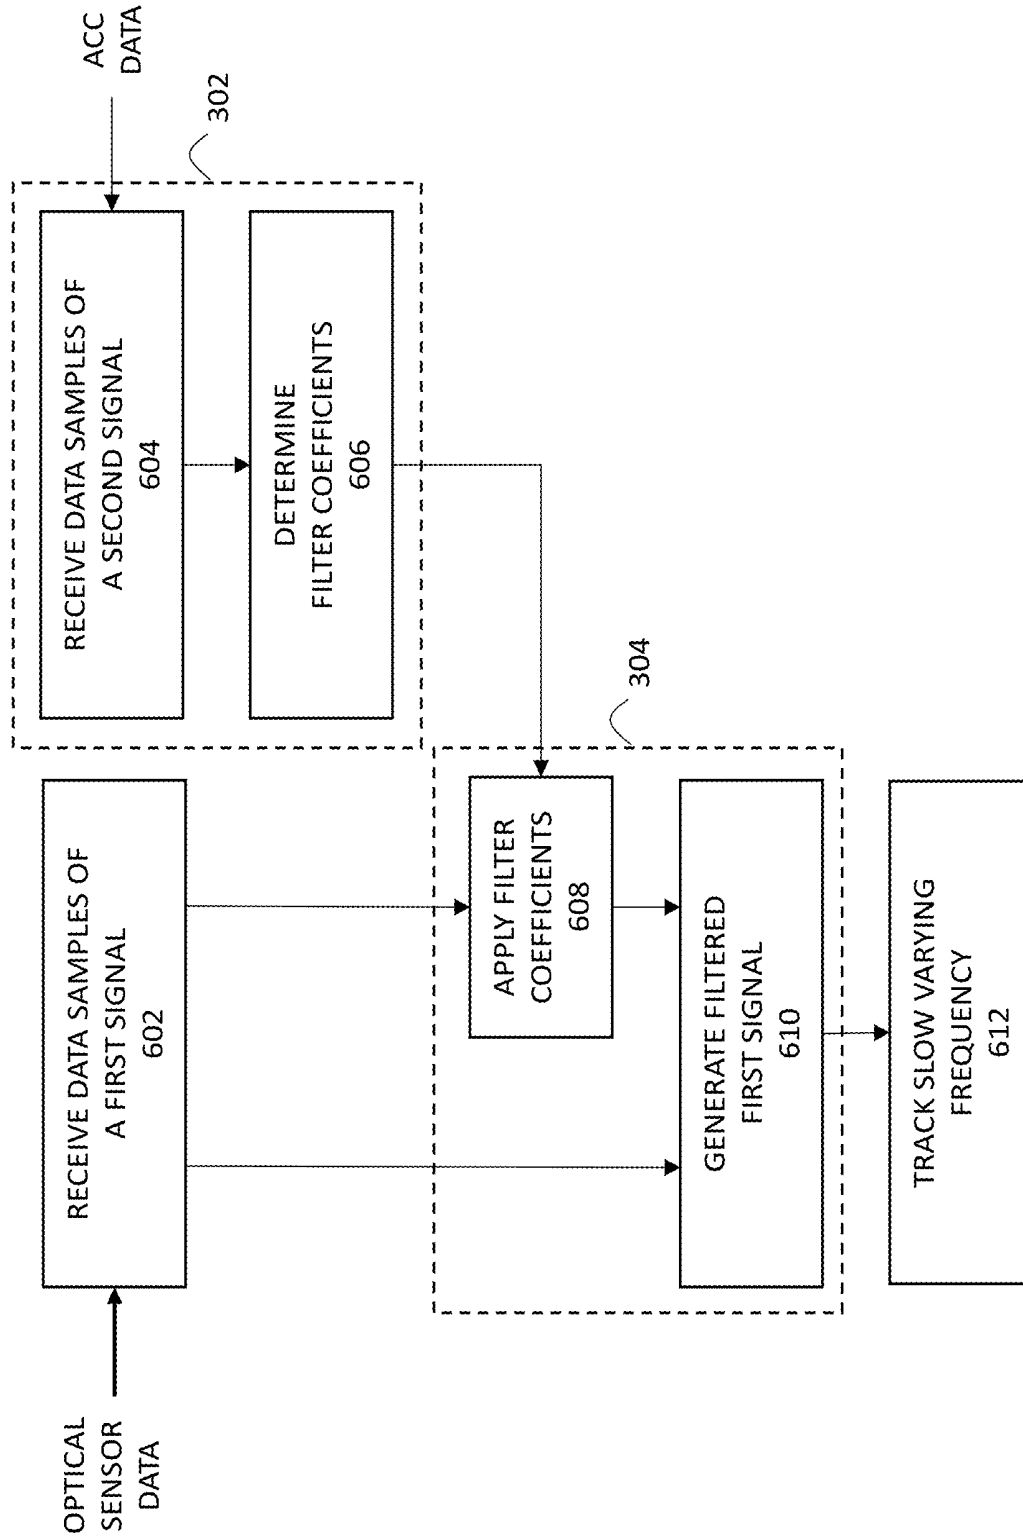 OPTICAL
SENSOR
DATA
RECEIVE DATA SAMPLES OF
A FIRST SIGNAL
602
RECEIVE DATA SAMPLES OF
A SECOND SIGNAL
604
ACC
DATA
302
DETERMINE
FILTER COEFFICIENTS
606
304
APPLY FILTER
COEFFICIENTS
608
GENERATE FILTERED
FIRST SIGNAL
610
TRACK SLOW VARYING
FREQUENCY
612